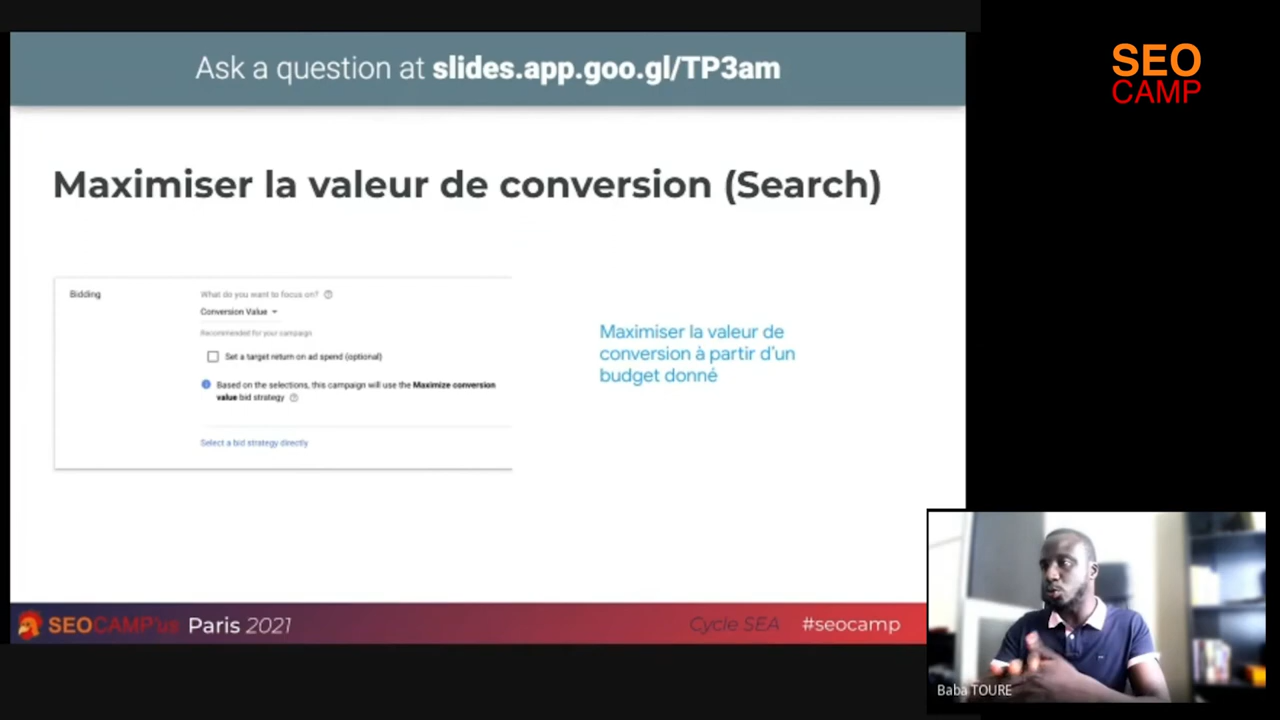 Ask a question at slides.app.goo.gl/TP3am
SEO
CAMP
Maximiser la valeur de conversion (Search)
Bidding
What do you want to focus on?
Conversion Value
Recommended for your campaign
Set a target return on ad spend (optional)
Based on the selections, this campaign will use the Maximize conversion
value bid strategy
Select a bid strategy directly
Maximiser la valeur de
conversion à partir d'un
budget donné
SEOCAMP'us Paris 2021
Cycle SEA #seocamp
Baba TOURE